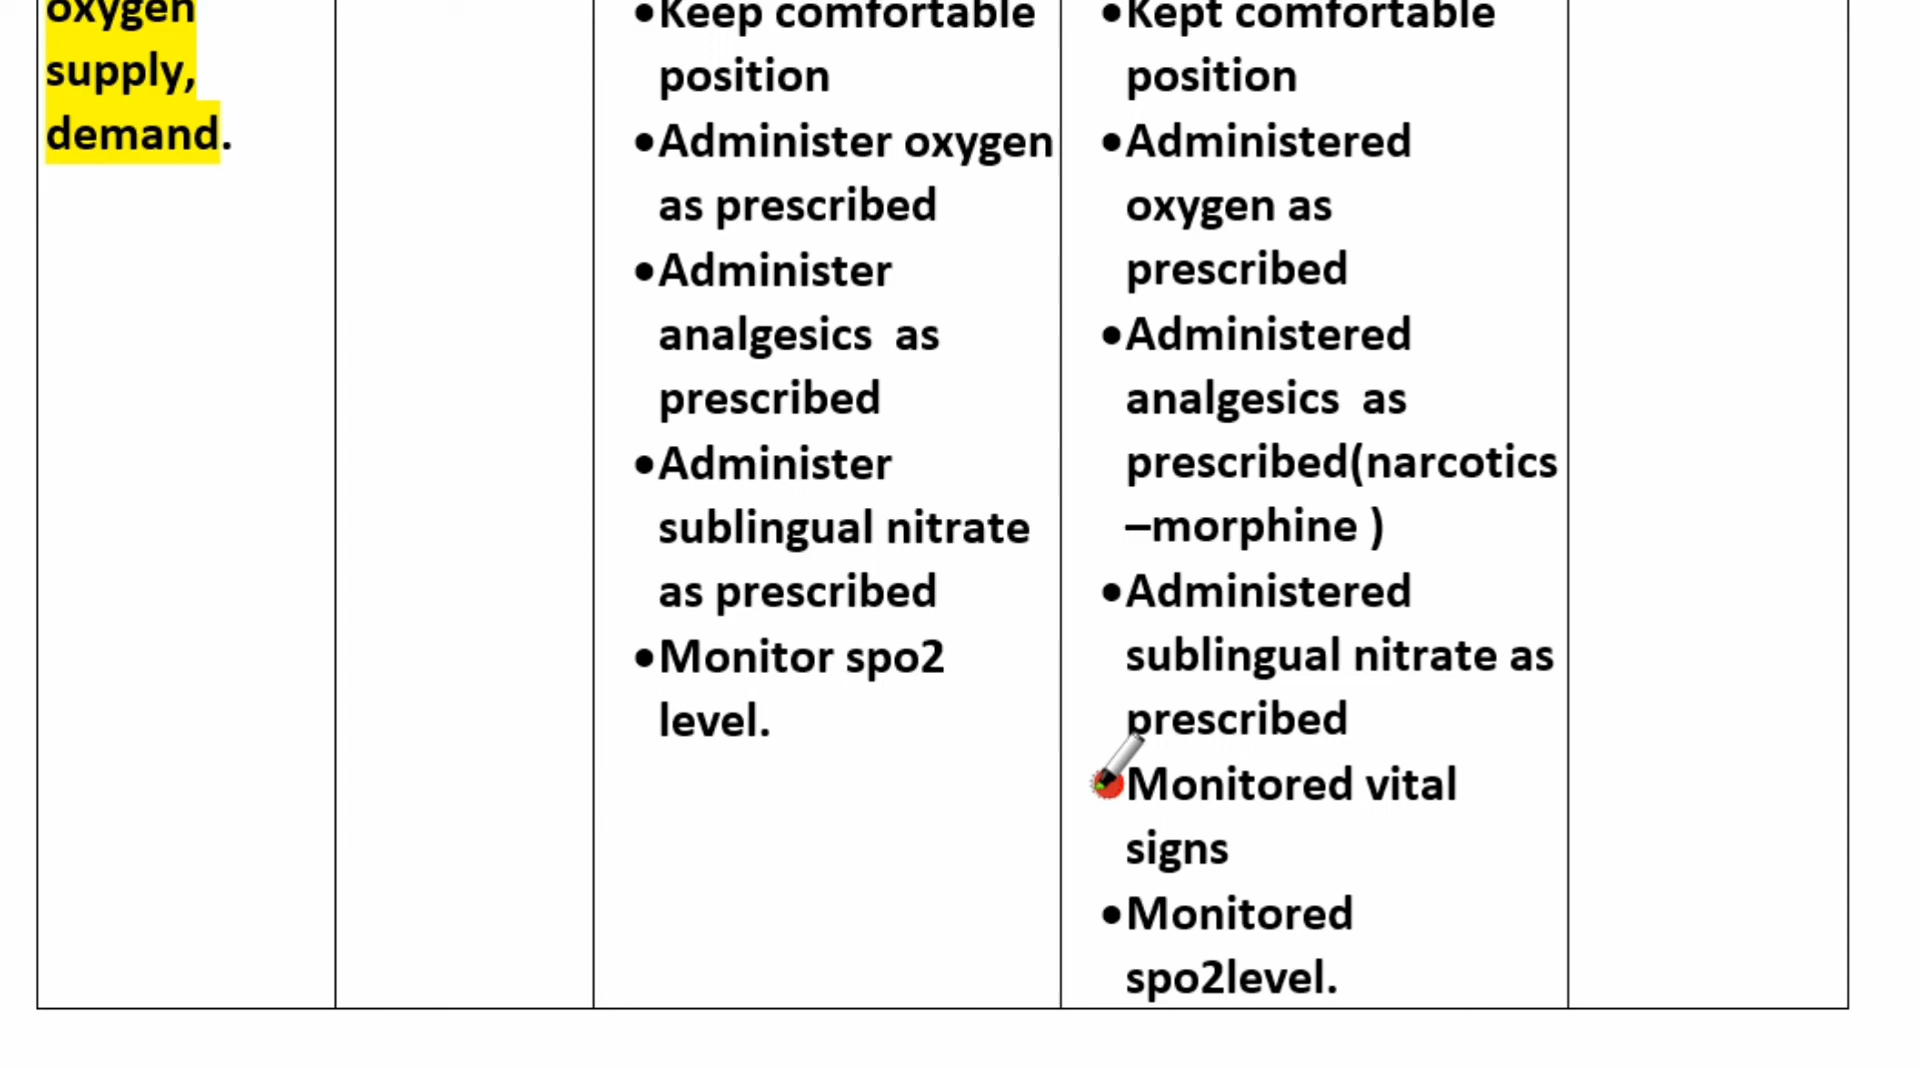 oxygen
supply,
demand.
•Keep comfortable
position
•Administer oxygen
as prescribed
•Administer
analgesics  as
prescribed
•Administer
sublingual nitrate
as prescribed
•Monitor spo2
level.
•Kept comfortable
position
•Administered
oxygen as
prescribed
•Administered
analgesics  as
prescribed(narcotics
–morphine )
•Administered
sublingual nitrate as
prescribed
Monitored vital
signs
•Monitored
spo2level.